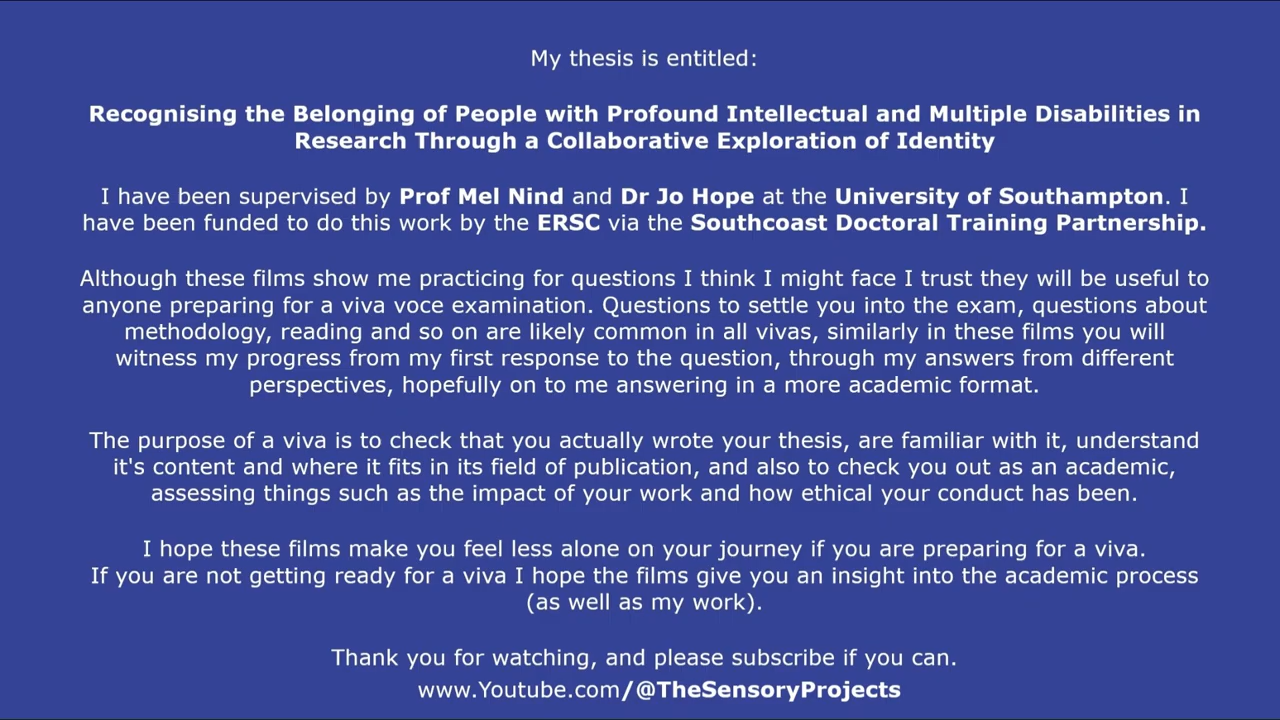 My thesis is entitled:
Recognising the Belonging of People with Profound Intellectual and Multiple Disabilities in
Research Through a Collaborative Exploration of Identity
I have been supervised by Prof Mel Nind and Dr Jo Hope at the University of Southampton. I
have been funded to do this work by the ERSC via the Southcoast Doctoral Training Partnership.
Although these films show me practicing for questions I think I might face I trust they will be useful to
anyone preparing for a viva voce examination. Questions to settle you into the exam, questions about
methodology, reading and so on are likely common in all vivas, similarly in these films you will
witness my progress from my first response to the question, through my answers from different
perspectives, hopefully on to me answering in a more academic format.
The purpose of a viva is to check that you actually wrote your thesis, are familiar with it, understand
it's content and where it fits in its field of publication, and also to check you out as an academic,
assessing things such as the impact of your work and how ethical your conduct has been.
I hope these films make you feel less alone on your journey if you are preparing for a viva.
If you are not getting ready for a viva I hope the films give you an insight into the academic process
(as well as my work).
Thank you for watching, and please subscribe if you can.
www.Youtube.com/@TheSensoryProjects